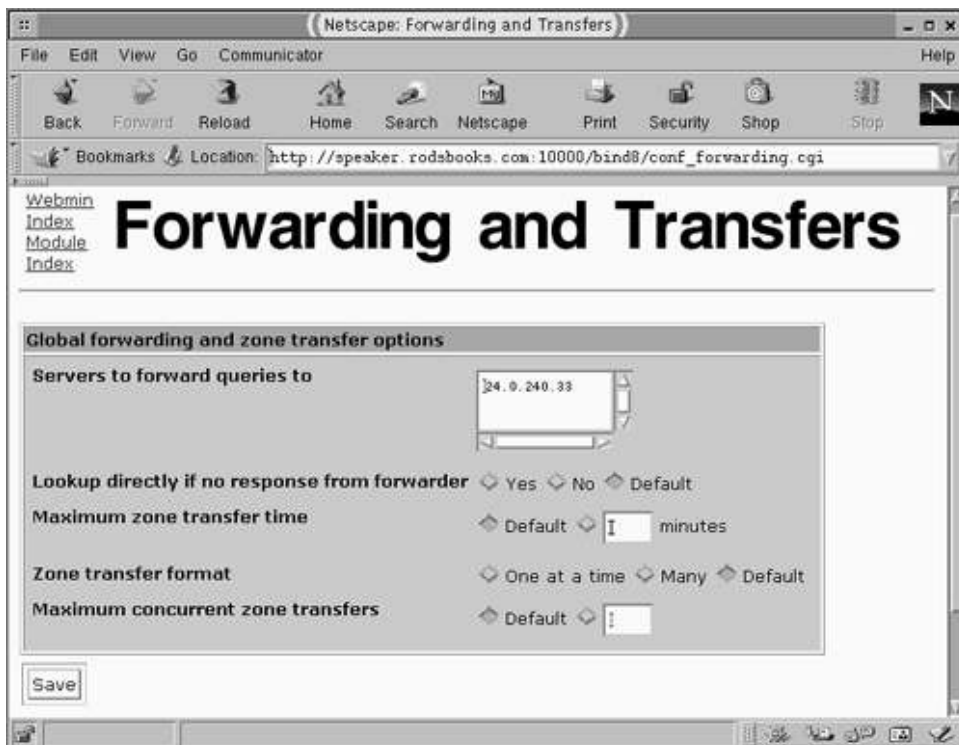 Netscape: Forwarding and Transfers
File Edit View Go Communicator Help
Back Forward Reload Home Search Netscape Print Security Shop Stop
N
Bookmarks Location: http://speaker.rodsbooks.com:10000/bind8/conf_forwarding.cgi
Webmin
Index
Module
Index
Forwarding and Transfers
Global forwarding and zone transfer options
Servers to forward queries to
24.0.240.33
Lookup directly if no response from forwarder Yes No Default
Maximum zone transfer time Default minutes
Zone transfer format One at a time Many Default
Maximum concurrent zone transfers Default
Save